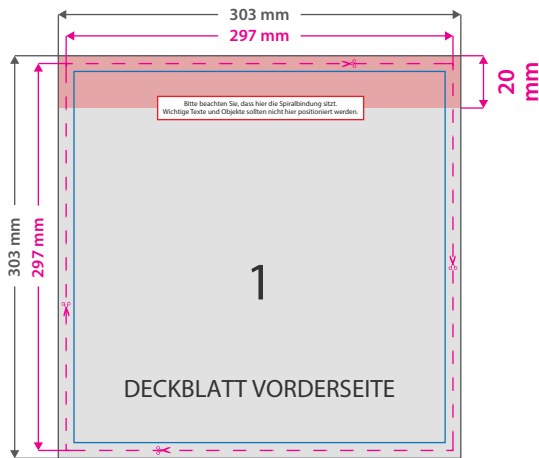 303 mm
297 mm
20
mm
Bitte beachten Sie, dass hier die Spiralbindung sitzt.
Wichtige Texte und Objekte sollten nicht hier positioniert werden.
303 mm
297 mm
1
DECKBLATT VORDERSEITE